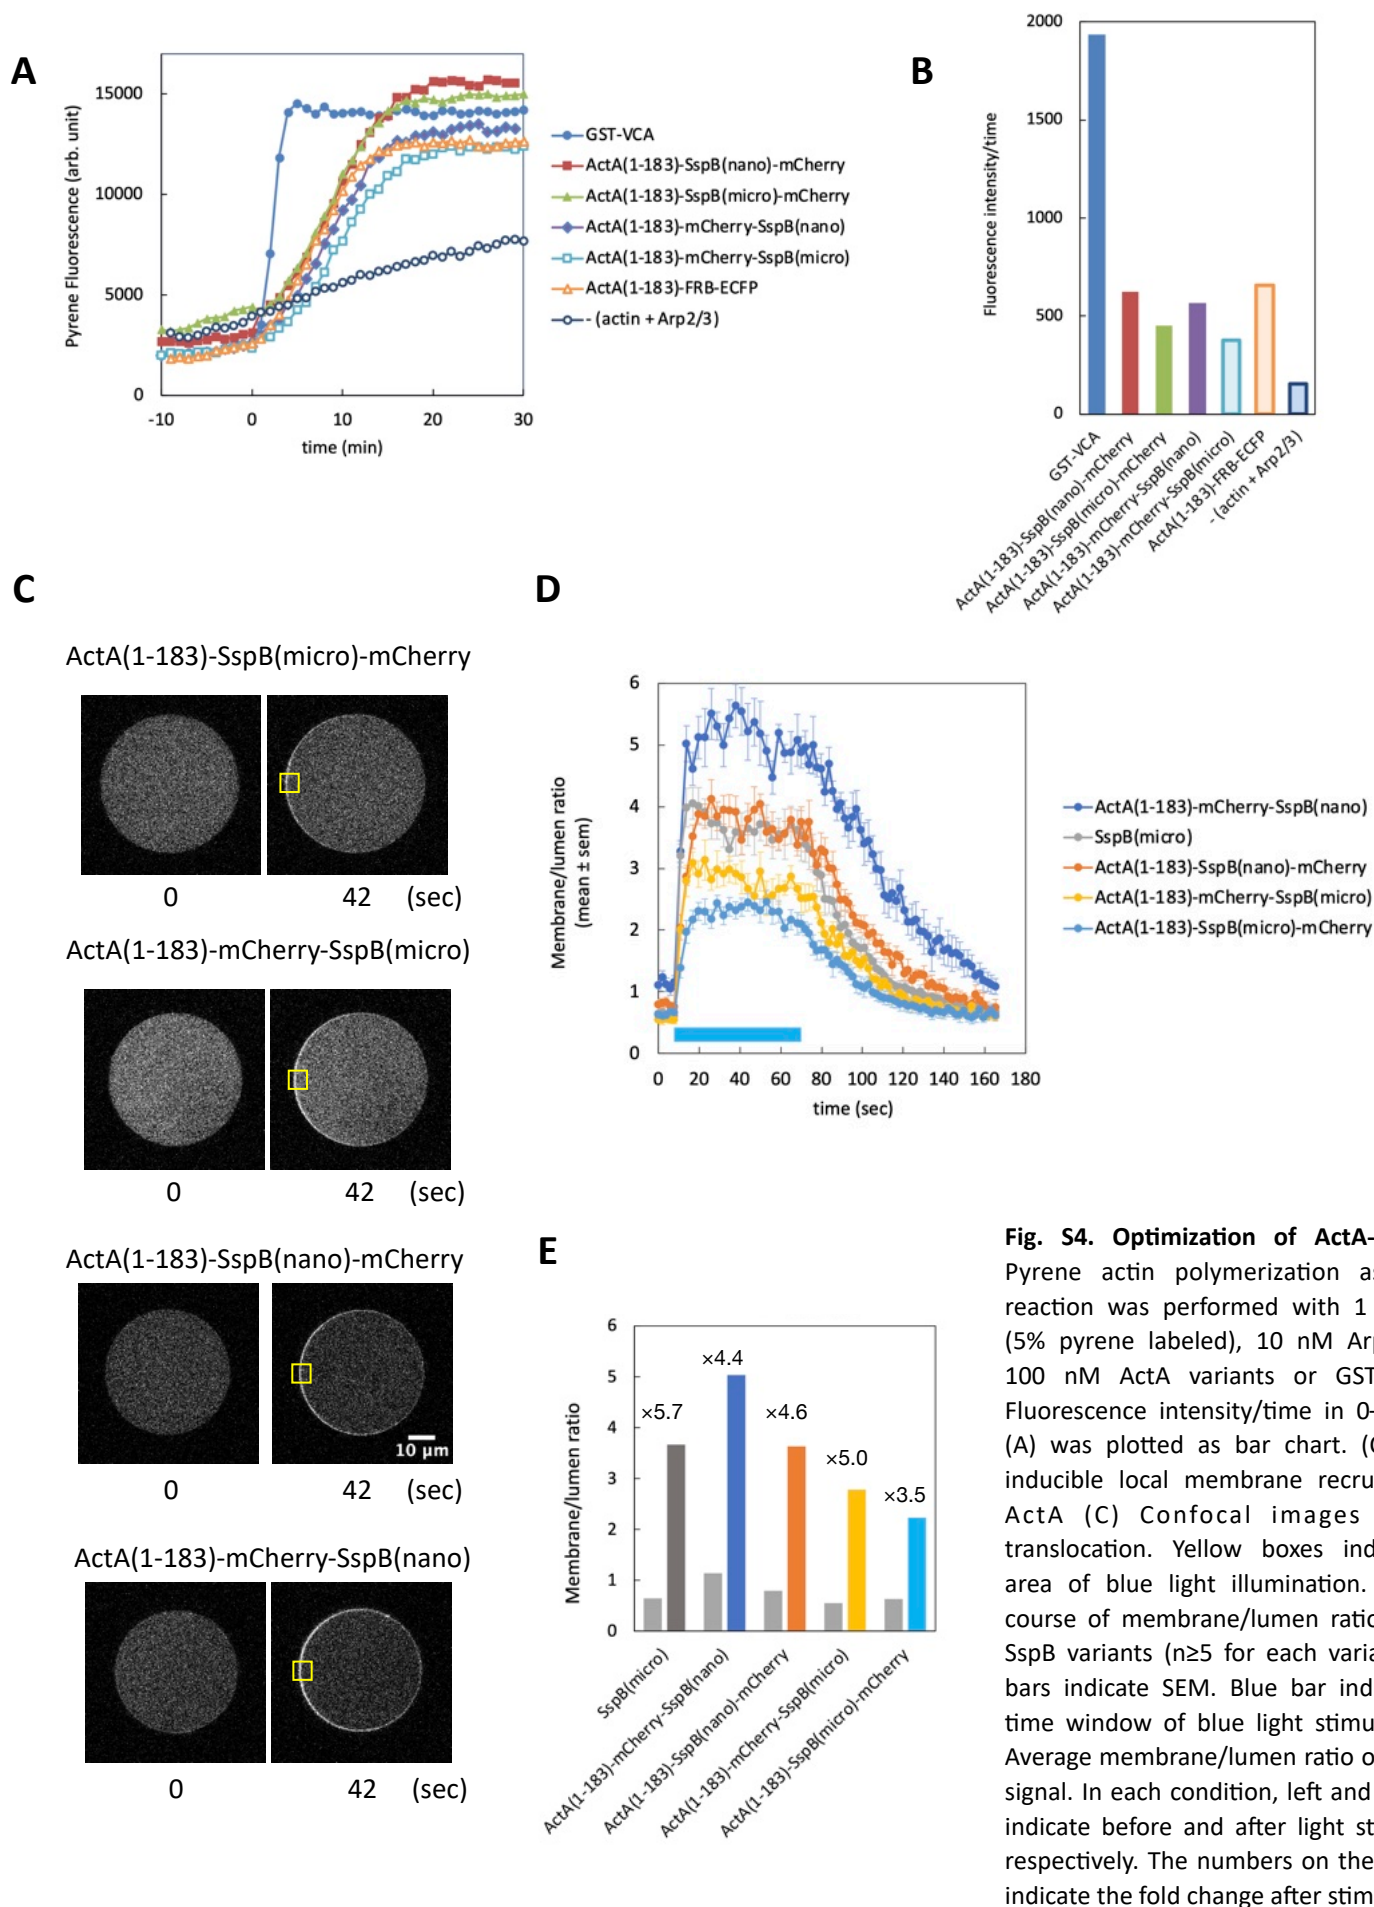 A
Pyrene Fluorescence (arb. unit)
15000
10000
5000
0
-10
0
10
20
30
time (min)
GST-VCA
ActA(1-183)-SspB(nano)-mCherry
ActA(1-183)-SspB(micro)-mCherry
ActA(1-183)-mCherry-SspB(nano)
ActA(1-183)-mCherry-SspB(micro)
ActA(1-183)-FRB-ECFP
- (actin + Arp2/3)
B
Fluorescence intensity/time
2000
1500
1000
500
0
GST-VCA
ActA(1-183)-SspB(nano)-mCherry
ActA(1-183)-SspB(micro)-mCherry
ActA(1-183)-mCherry-SspB(nano)
ActA(1-183)-mCherry-SspB(micro)
ActA(1-183)-FRB-ECFP
- (actin + Arp2/3)
C
ActA(1-183)-SspB(micro)-mCherry
0 42 (sec)
ActA(1-183)-mCherry-SspB(micro)
0 42 (sec)
ActA(1-183)-SspB(nano)-mCherry
10 μm
0 42 (sec)
ActA(1-183)-mCherry-SspB(nano)
0 42 (sec)
D
Membrane/lumen ratio
(mean ± sem)
6
5
4
3
2
1
0
0 20 40 60 80 100 120 140 160 180
time (sec)
ActA(1-183)-mCherry-SspB(nano)
SspB(micro)
ActA(1-183)-SspB(nano)-mCherry
ActA(1-183)-mCherry-SspB(micro)
ActA(1-183)-SspB(micro)-mCherry
E
Membrane/lumen ratio
6
5
4
3
2
1
0
×5.7
×4.4
×4.6
×5.0
×3.5
SspB(micro)
ActA(1-183)-mCherry-SspB(nano)
ActA(1-183)-SspB(nano)-mCherry
ActA(1-183)-mCherry-SspB(micro)
ActA(1-183)-SspB(micro)-mCherry
Fig. S4. Optimization of ActA-
Pyrene actin polymerization as
reaction was performed with 1
(5% pyrene labeled), 10 nM Arp
100 nM ActA variants or GST
Fluorescence intensity/time in 0-
(A) was plotted as bar chart. (C
inducible local membrane recru
ActA (C) Confocal images
translocation. Yellow boxes ind
area of blue light illumination.
course of membrane/lumen ratio
SspB variants (n≥5 for each varia
bars indicate SEM. Blue bar ind
time window of blue light stimu
Average membrane/lumen ratio o
signal. In each condition, left and
indicate before and after light st
respectively. The numbers on the
indicate the fold change after stim